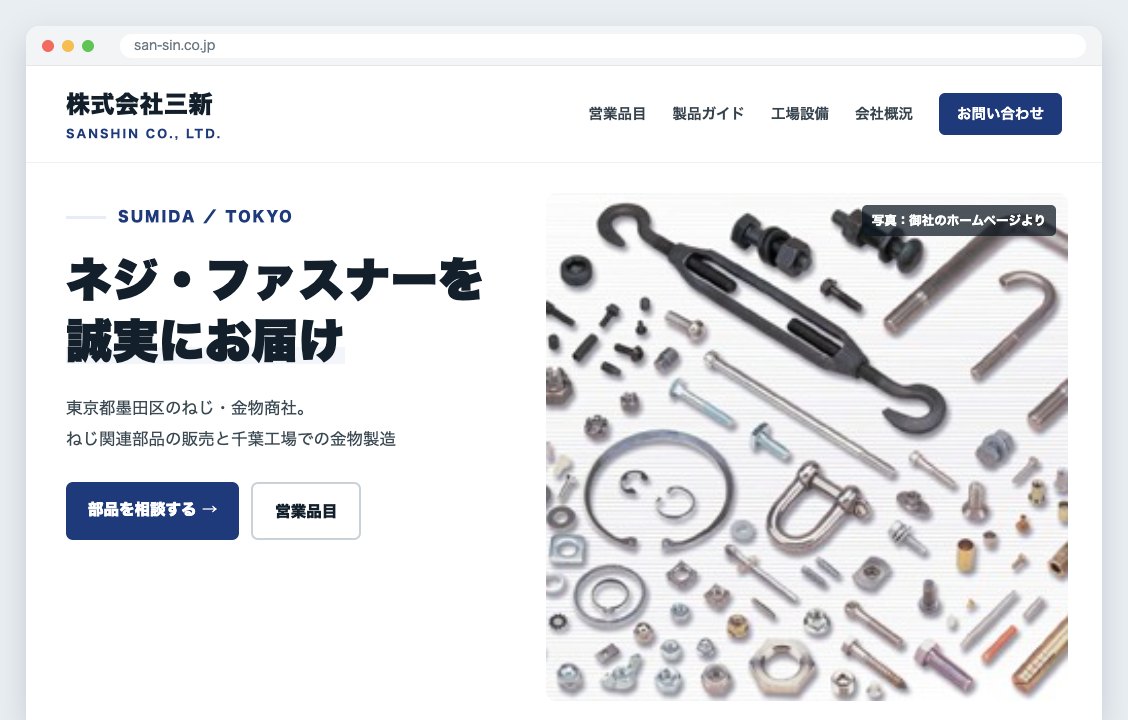 san-sin.co.jp
株式会社三新
SANSHIN CO., LTD.
営業品目 製品ガイド 工場設備 会社概況 お問い合わせ
SUMIDA ／ TOKYO
写真：御社のホームページより
ネジ・ファスナーを
誠実にお届け
東京都墨田区のねじ・金物商社。
ねじ関連部品の販売と千葉工場での金物製造
部品を相談する → 営業品目